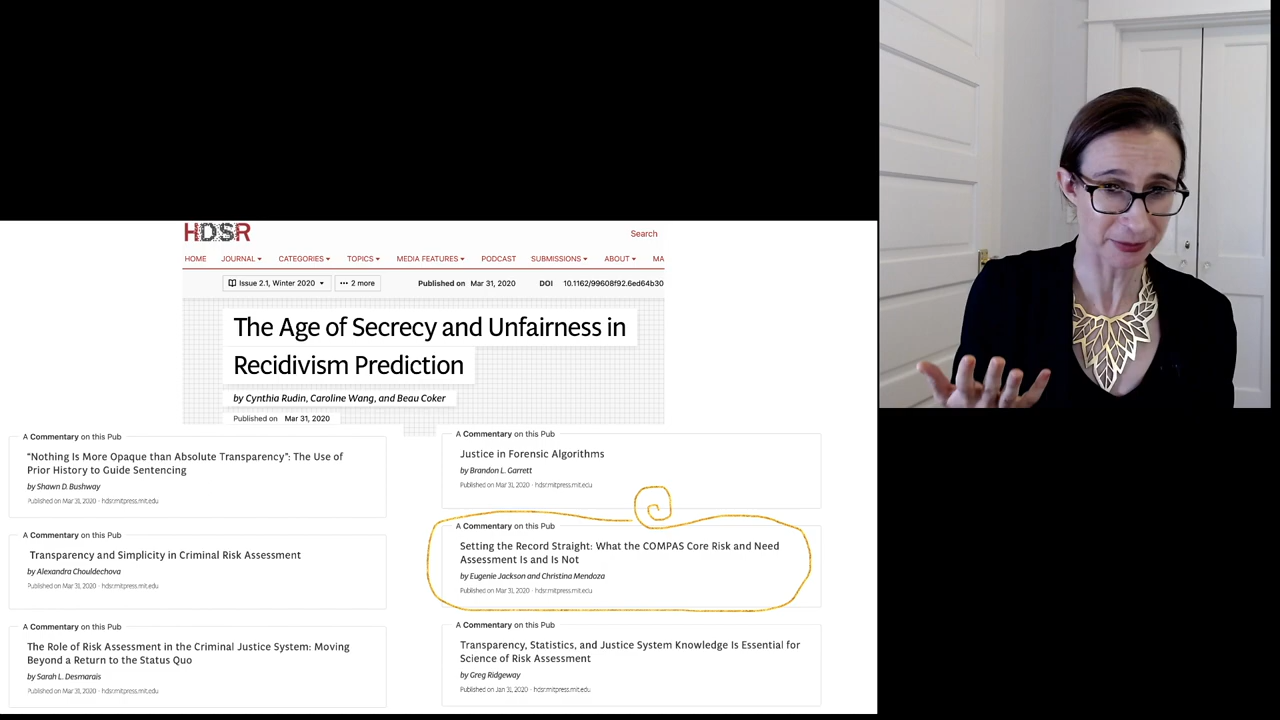 HDSR
Search
HOME JOURNAL CATEGORIES TOPICS MEDIA FEATURES PODCAST SUBMISSIONS ABOUT MA
Issue 2.1, Winter 2020 ••• 2 more Published on Mar 31, 2020 DOI 10.1162/99608f92.6ed64b30
The Age of Secrecy and Unfairness in
Recidivism Prediction
by Cynthia Rudin, Caroline Wang, and Beau Coker
Published on Mar 31, 2020
A Commentary on this Pub
"Nothing Is More Opaque than Absolute Transparency": The Use of
Prior History to Guide Sentencing
by Shawn D. Bushway
Published on Mar 31, 2020 · hdsr.mitpress.mit.edu
A Commentary on this Pub
Transparency and Simplicity in Criminal Risk Assessment
by Alexandra Chouldechova
Published on Mar 31, 2020 · hdsr.mitpress.mit.edu
A Commentary on this Pub
The Role of Risk Assessment in the Criminal Justice System: Moving
Beyond a Return to the Status Quo
by Sarah L. Desmarais
Published on Mar 31, 2020 · hdsr.mitpress.mit.edu
A Commentary on this Pub
Justice in Forensic Algorithms
by Brandon L. Garrett
Published on Mar 31, 2020 · hdsr.mitpress.mit.edu
A Commentary on this Pub
Setting the Record Straight: What the COMPAS Core Risk and Need
Assessment Is and Is Not
by Eugenie Jackson and Christina Mendoza
Published on Mar 31, 2020 · hdsr.mitpress.mit.edu
A Commentary on this Pub
Transparency, Statistics, and Justice System Knowledge Is Essential for
Science of Risk Assessment
by Greg Ridgeway
Published on Jan 31, 2020 · hdsr.mitpress.mit.edu